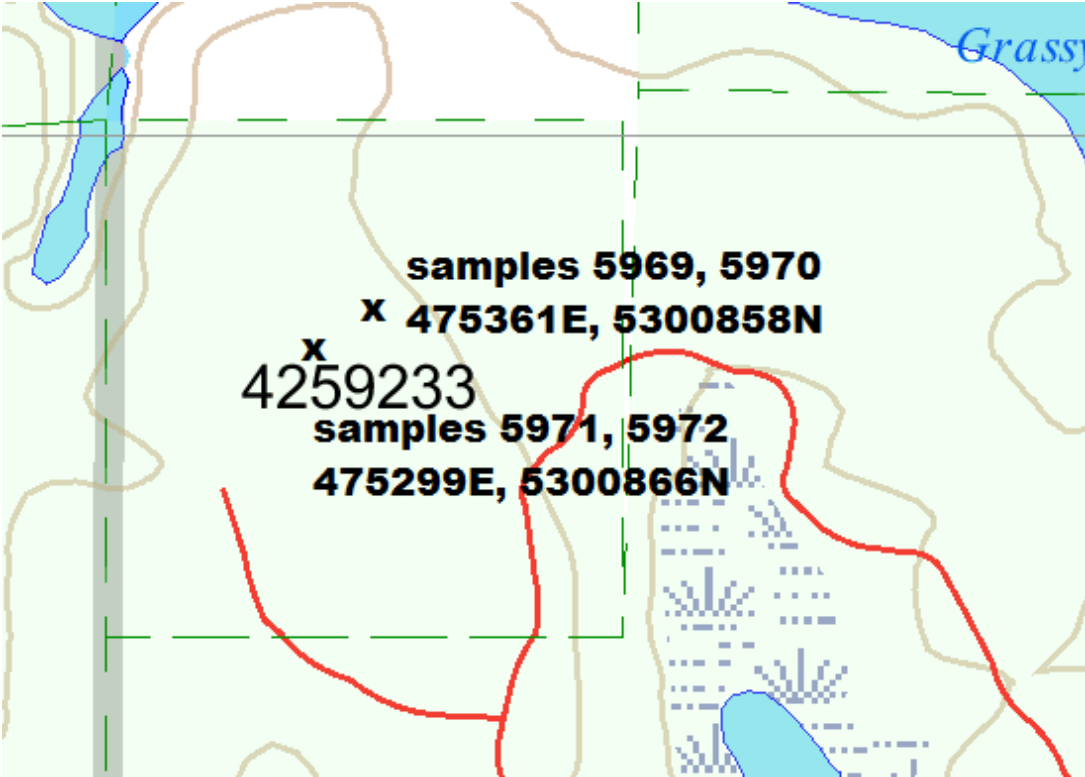 Grassy
samples 5969, 5970
x 475361E, 5300858N
x
4259233
samples 5971, 5972
475299E, 5300866N